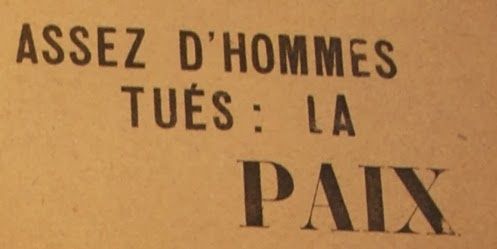 ASSEZ D'HOMMES
TUÉS: LA
PAIX